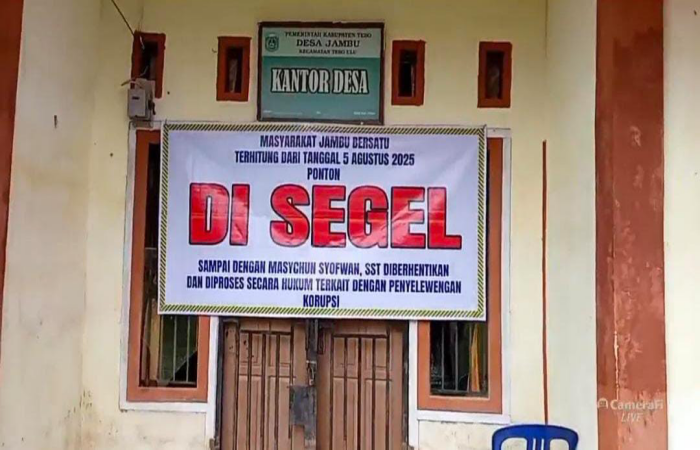 PEMERINTAH KABUPATEN TEBO
DESA JAMBU
KECAMATAN TEBO ULU
KANTOR DESA
MASYARAKAT JAMBU BERSATU
TERHITUNG DARI TANGGAL 5 AGUSTUS 2025
PONTON
DI SEGEL
SAMPAI DENGAN MASYCHUN SYOFWAN, SST DIBERHENTIKAN
DAN DIPROSES SECARA HUKUM TERKAIT DENGAN PENYELEWENGAN
KORUPSI
CameraFi
LIVE